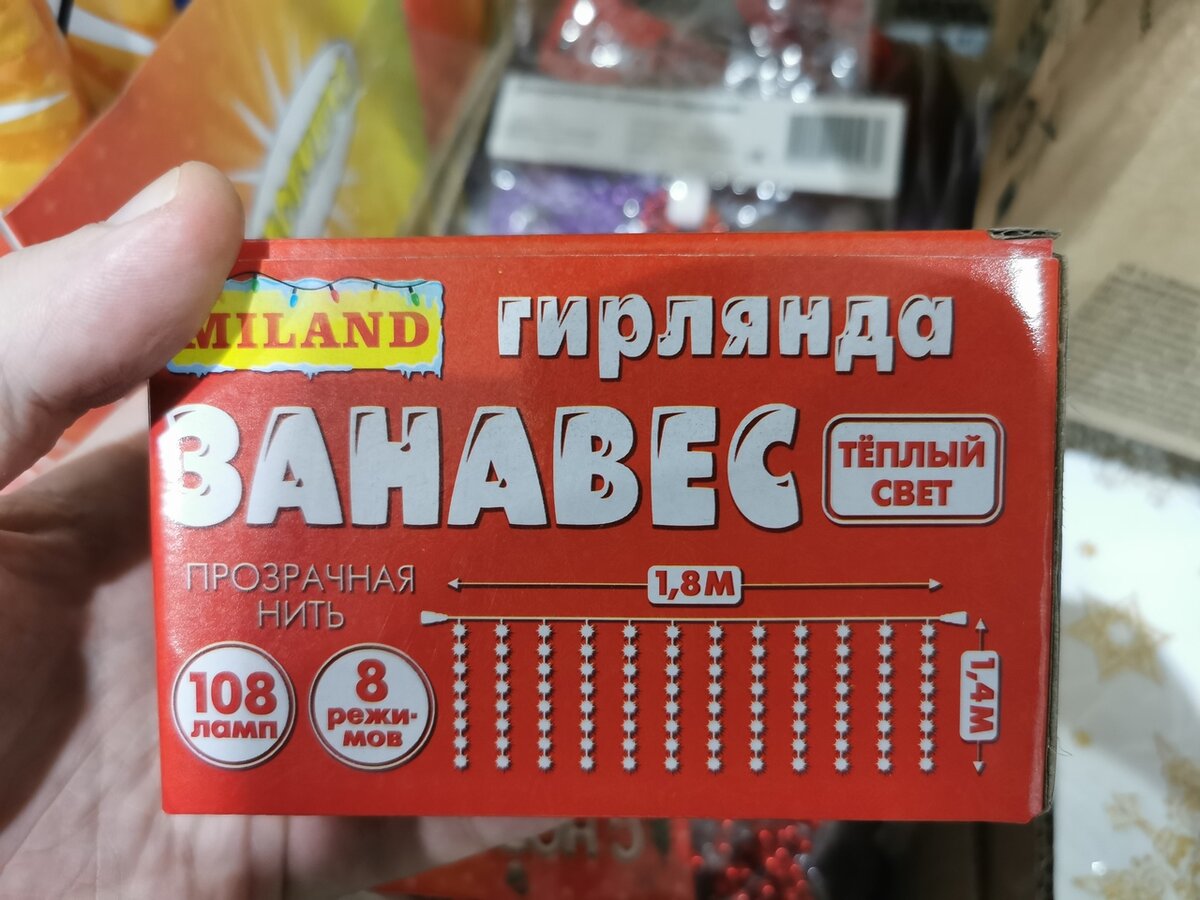 MILAND
гирлянда
ЗАНАВЕС
ТЁПЛЫЙ
СВЕТ
ПРОЗРАЧНАЯ
НИТЬ
1,8М
1,4М
108
ламп
8
режи-
мов